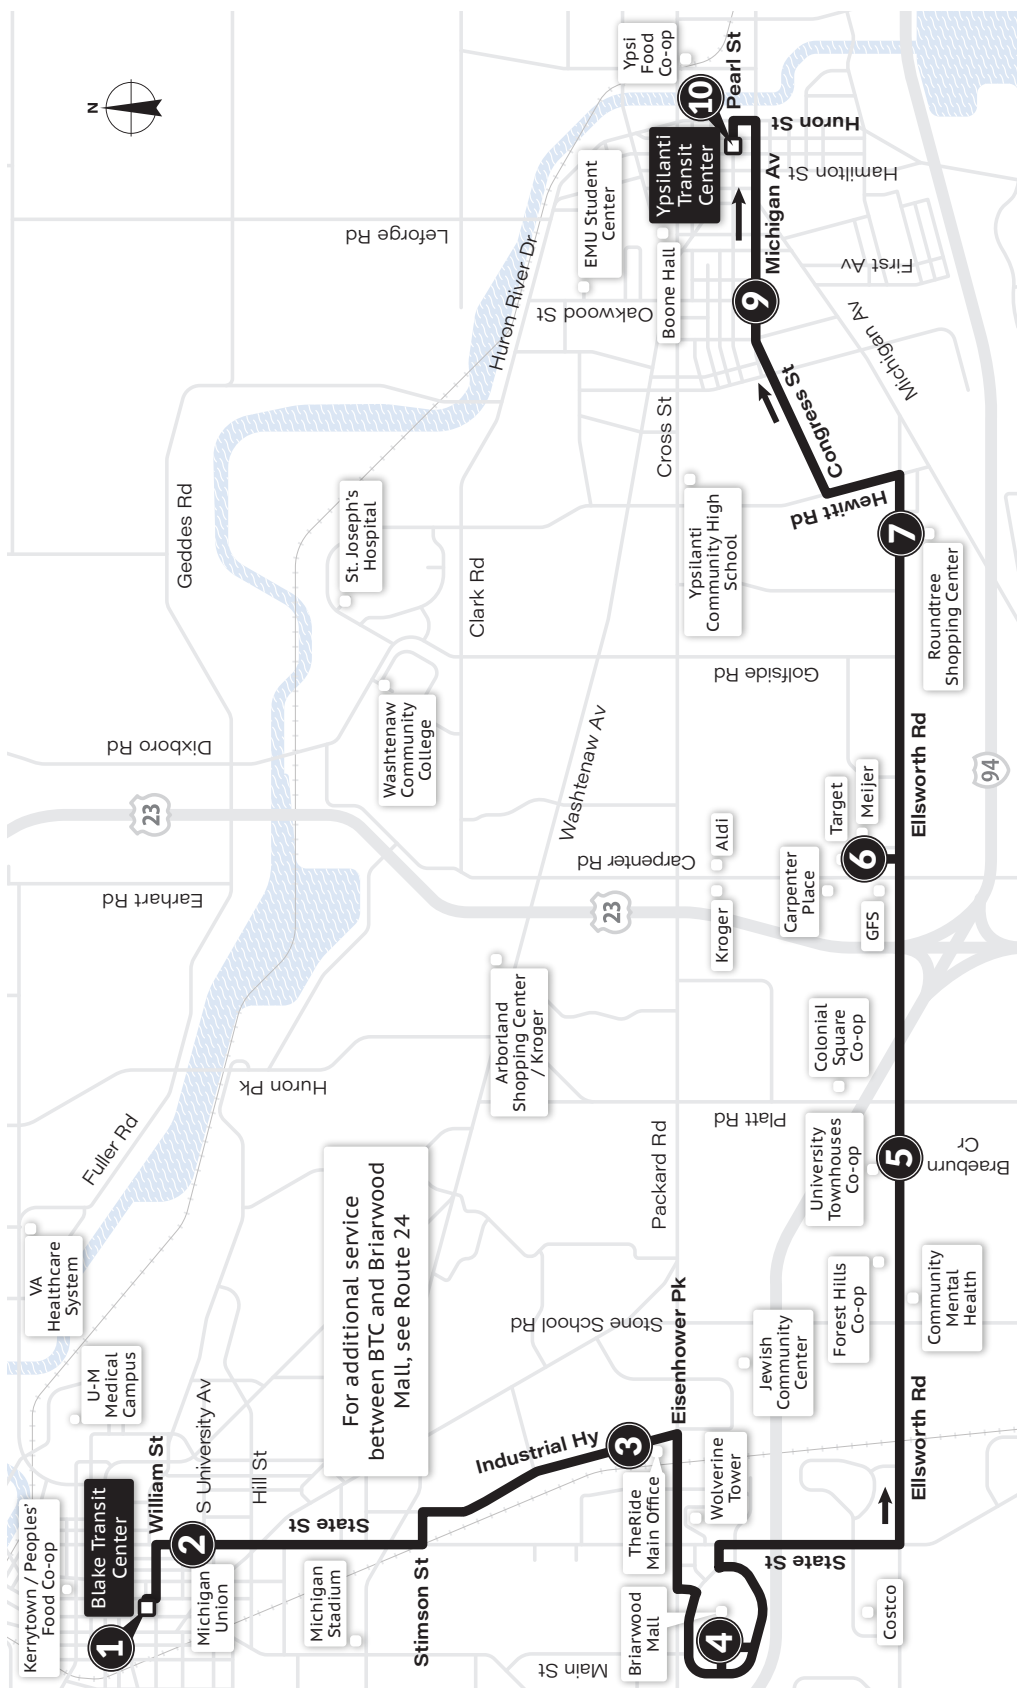 Kerrytown / Peoples'
Food Co-op
1
Blake Transit
Center
William St
U-M
Medical
Campus
VA
Healthcare
System
Fuller Rd
Huron Pk
Earhart Rd
23
Dixboro Rd
Geddes Rd
Leforge Rd
N
2
Michigan
Union
S University Av
Hill St
State St
Michigan
Stadium
Stimson St
For additional service
between BTC and Briarwood
Mall, see Route 24
Washtenaw
Community
College
St. Joseph's
Hospital
Clark Rd
Huron River Dr
Industrial Hy
Arborland
Shopping Center
/ Kroger
Washtenaw Av
Oakwood St
EMU Student
Center
Ypsi
Food
Co-op
Main St
3
TheRide
Main Office
Stone School Rd
Eisenhower Pk
Packard Rd
23
Carpenter Rd
Cross St
Boone Hall
Ypsilanti
Transit
Center
10
Pearl St
Briarwood
Mall
4
Wolverine
Tower
Jewish
Community
Center
Platt Rd
Kroger
Aldi
Golfside Rd
Ypsilanti
Community High
School
Congress St
9
Michigan Av
Hamilton St
Huron St
State St
Forest Hills
Co-op
University
Townhouses
Co-op
Colonial
Square
Co-op
Carpenter
Place
GFS
Target
Meijer
6
Hewitt Rd
First Av
Michigan Av
Costco
Ellsworth Rd
Community
Mental
Health
5
Braeburn
Cr
Ellsworth Rd
7
Roundtree
Shopping Center
94